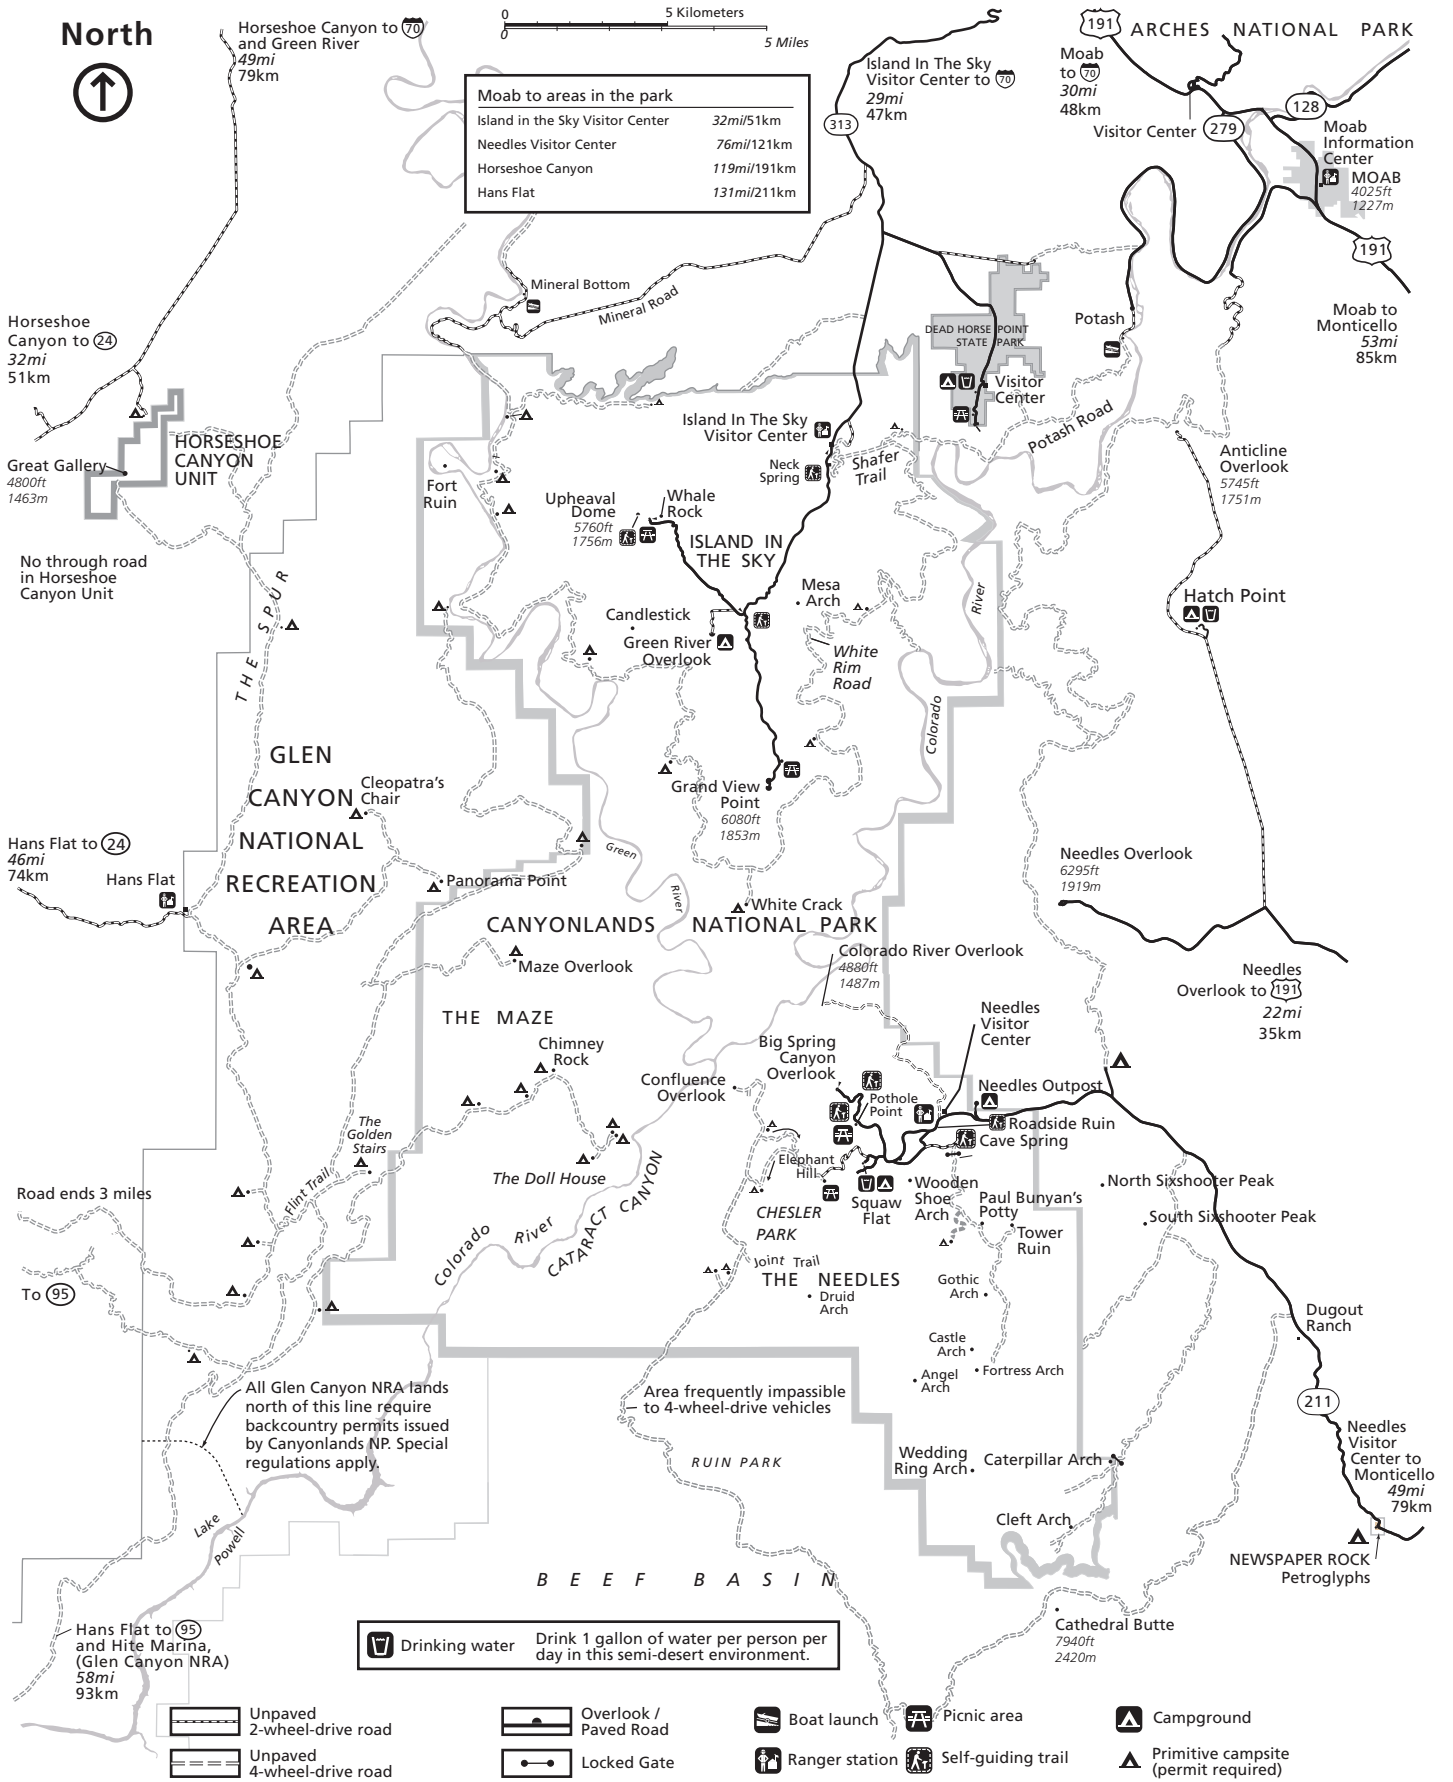 North
Horseshoe Canyon to 70
and Green River
49mi
79km
0 5 Kilometers
0 5 Miles
Moab to areas in the park
Island in the Sky Visitor Center 32mi/51km
Needles Visitor Center 76mi/121km
Horseshoe Canyon 119mi/191km
Hans Flat 131mi/211km
Island In The Sky
Visitor Center to 70
29mi
47km
313
191
ARCHES NATIONAL PARK
Moab
to 70
30mi
48km
Visitor Center
279
128
Moab
Information
Center
MOAB
4025ft
1227m
191
Moab to
Monticello
53mi
85km
Mineral Bottom
Mineral Road
Potash
DEAD HORSE POINT
STATE PARK
Visitor
Center
Potash Road
Horseshoe
Canyon to 24
32mi
51km
HORSESHOE
CANYON
UNIT
Great Gallery
4800ft
1463m
No through road
in Horseshoe
Canyon Unit
Fort
Ruin
Island In The Sky
Visitor Center
Neck
Spring
Shafer
Trail
Upheaval
Dome
5760ft
1756m
Whale
Rock
ISLAND IN
THE SKY
Anticline
Overlook
5745ft
1751m
Mesa
Arch
Candlestick
Green River
Overlook
White
Rim
Road
River
Colorado
Hatch Point
THE SPUR
GLEN
CANYON
NATIONAL
RECREATION
AREA
Cleopatra's
Chair
Grand View
Point
6080ft
1853m
Hans Flat to 24
46mi
74km
Hans Flat
Panorama Point
Green
River
White Crack
CANYONLANDS NATIONAL PARK
Needles Overlook
6295ft
1919m
Maze Overlook
Colorado River Overlook
4880ft
1487m
Needles
Overlook to 191
22mi
35km
THE MAZE
Chimney
Rock
Needles
Visitor
Center
Big Spring
Canyon
Overlook
Confluence
Overlook
Needles Outpost
Pothole
Point
Roadside Ruin
Cave Spring
The
Golden
Stairs
Elephant
Hill
The Doll House
Flint Trail
Road ends 3 miles
Squaw
Flat
Wooden
Shoe
Arch
Paul Bunyan's
Potty
Tower
Ruin
North Sixshooter Peak
South Sixshooter Peak
CHESLER
PARK
Colorado River
CATARACT CANYON
Joint Trail
THE NEEDLES
Druid
Arch
Gothic
Arch
To 95
Dugout
Ranch
Castle
Arch
Angel
Arch
Fortress Arch
All Glen Canyon NRA lands
north of this line require
backcountry permits issued
by Canyonlands NP. Special
regulations apply.
Area frequently impassible
to 4-wheel-drive vehicles
211
Needles
Visitor
Center to
Monticello
49mi
79km
RUIN PARK
Wedding
Ring Arch
Caterpillar Arch
Cleft Arch
Lake
Powell
NEWSPAPER ROCK
Petroglyphs
BEEF BASIN
Cathedral Butte
7940ft
2420m
Hans Flat to 95
and Hite Marina,
(Glen Canyon NRA)
58mi
93km
Drinking water
Drink 1 gallon of water per person per
day in this semi-desert environment.
Unpaved
2-wheel-drive road
Unpaved
4-wheel-drive road
Overlook /
Paved Road
Locked Gate
Boat launch
Ranger station
Picnic area
Self-guiding trail
Campground
Primitive campsite
(permit required)